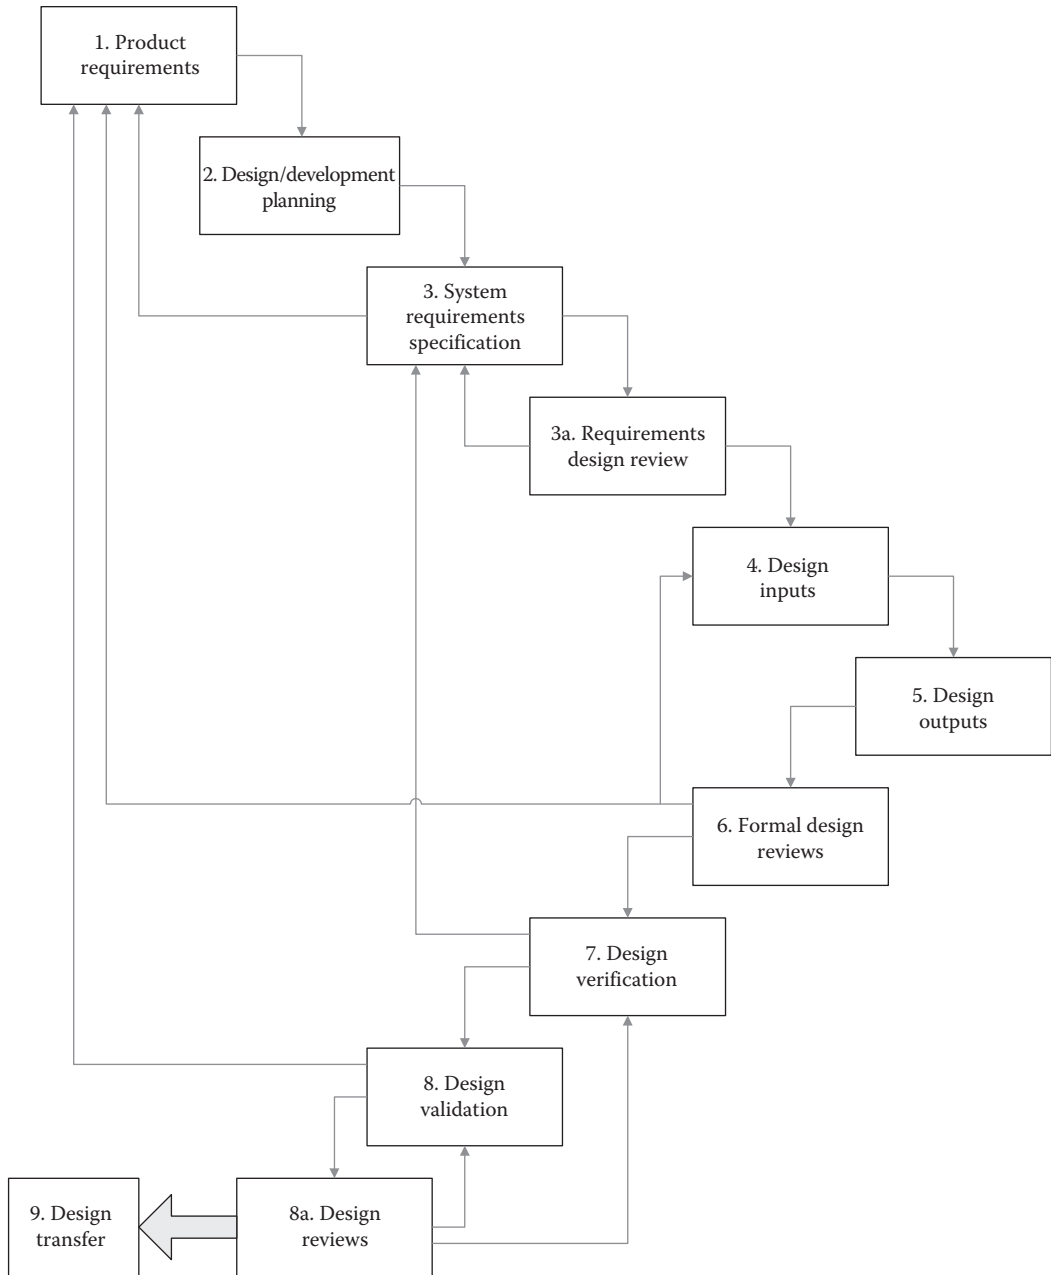 1. Product
requirements
2. Design/development
planning
3. System
requirements
specification
3a. Requirements
design review
4. Design
inputs
5. Design
outputs
6. Formal design
reviews
7. Design
verification
8. Design
validation
9. Design
transfer
8a. Design
reviews